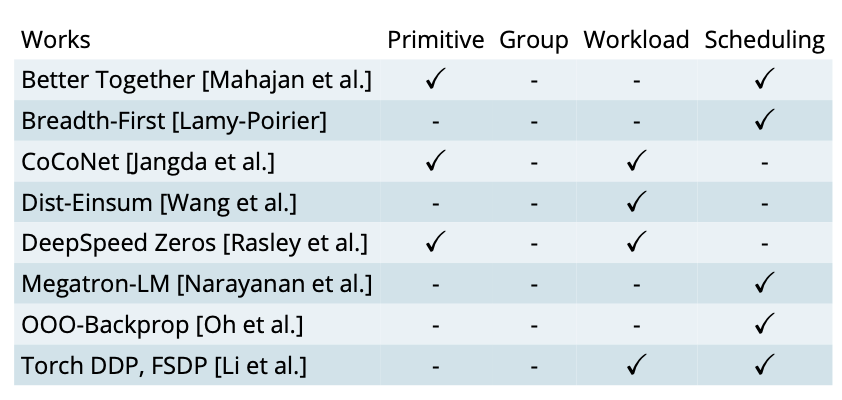 Works Primitive Group Workload Scheduling
Better Together [Mahajan et al.] ✓ - - ✓
Breadth-First [Lamy-Poirier] - - - ✓
CoCoNet [Jangda et al.] ✓ - ✓ -
Dist-Einsum [Wang et al.] - - ✓ -
DeepSpeed Zeros [Rasley et al.] ✓ - ✓ -
Megatron-LM [Narayanan et al.] - - - ✓
OOO-Backprop [Oh et al.] - - - ✓
Torch DDP, FSDP [Li et al.] - - ✓ ✓